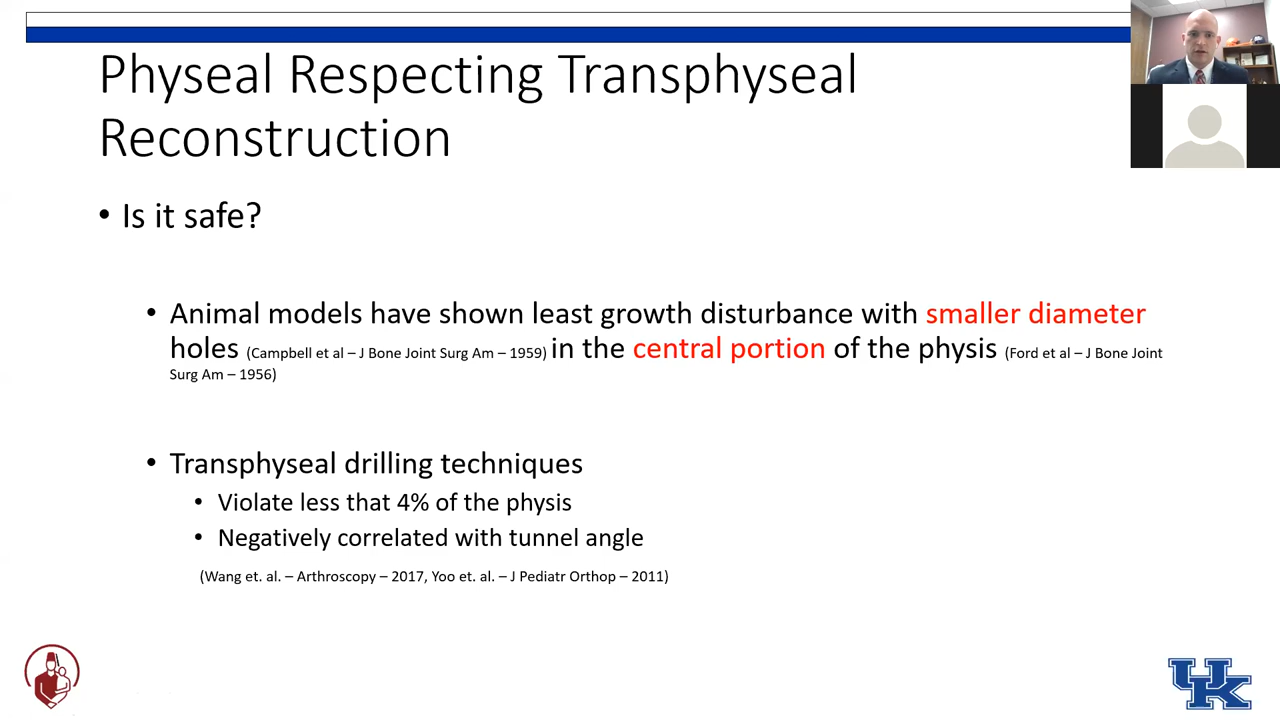 Physeal Respecting Transphyseal
Reconstruction
• Is it safe?
• Animal models have shown least growth disturbance with smaller diameter
holes (Campbell et al – J Bone Joint Surg Am – 1959) in the central portion of the physis (Ford et al – J Bone Joint
Surg Am – 1956)
• Transphyseal drilling techniques
• Violate less that 4% of the physis
• Negatively correlated with tunnel angle
(Wang et. al. – Arthroscopy – 2017, Yoo et. al. – J Pediatr Orthop – 2011)
UK